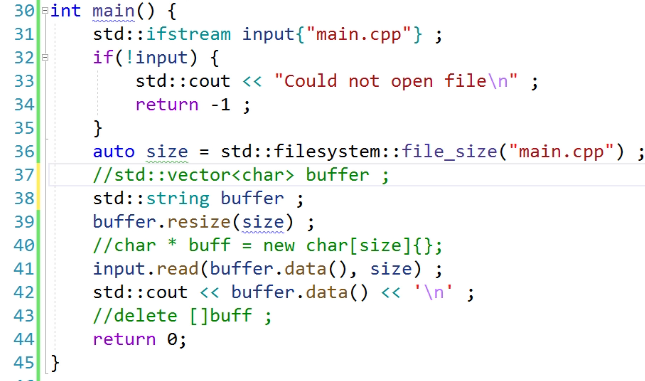 30 int main() {
31 std::ifstream input{"main.cpp"} ;
32 if(!input) {
33 std::cout << "Could not open file\n" ;
34 return -1 ;
35 }
36 auto size = std::filesystem::file_size("main.cpp") ;
37 //std::vector<char> buffer ;
38 std::string buffer ;
39 buffer.resize(size) ;
40 //char * buff = new char[size]{};
41 input.read(buffer.data(), size) ;
42 std::cout << buffer.data() << '\n' ;
43 //delete []buff ;
44 return 0;
45 }